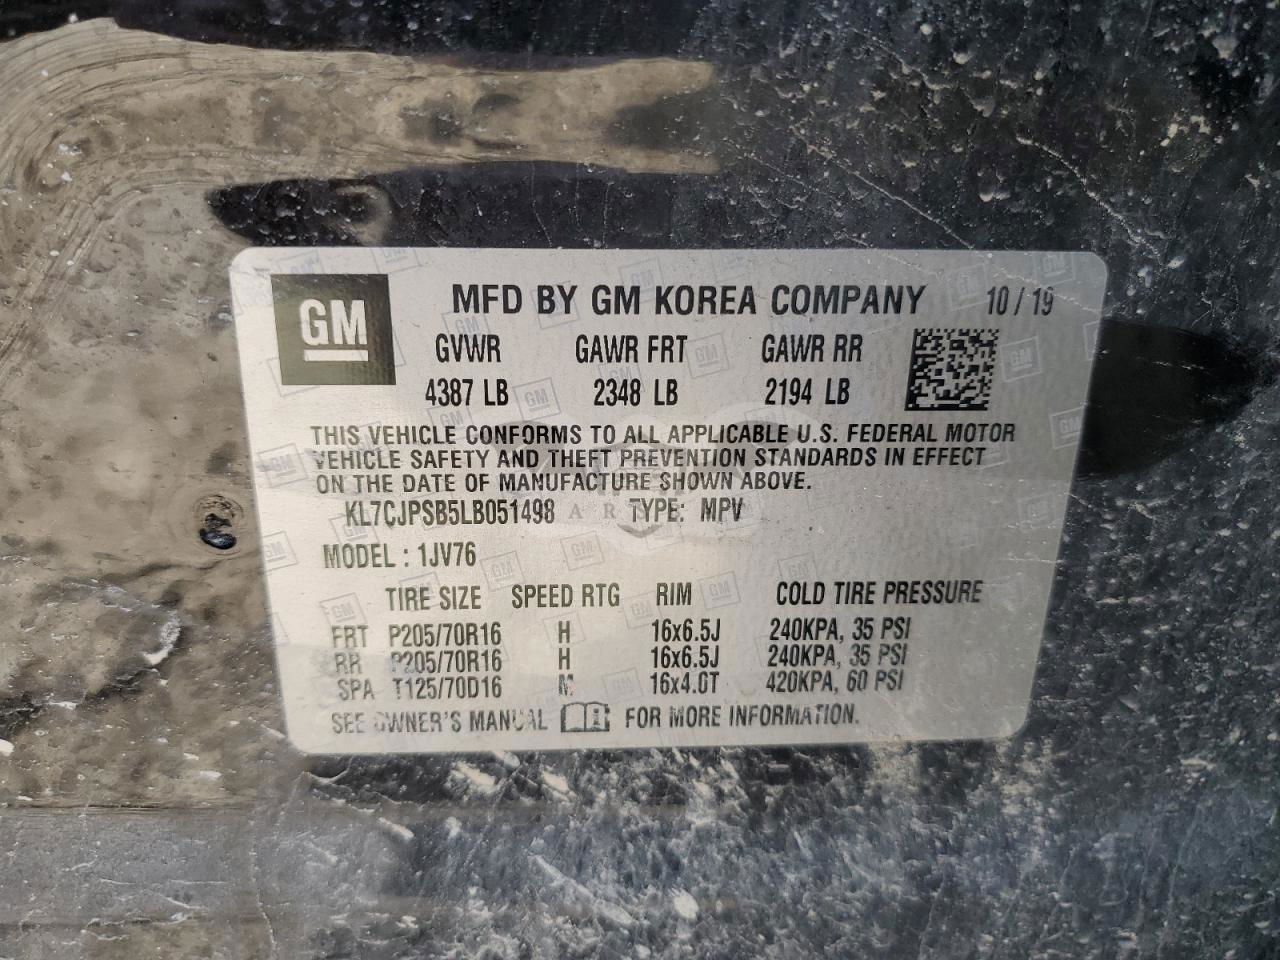 GM
MFD BY GM KOREA COMPANY 10 / 19
GVWR GAWR FRT GAWR RR
4387 LB 2348 LB 2194 LB
THIS VEHICLE CONFORMS TO ALL APPLICABLE U.S. FEDERAL MOTOR
VEHICLE SAFETY AND THEFT PREVENTION STANDARDS IN EFFECT
ON THE DATE OF MANUFACTURE SHOWN ABOVE.
KL7CJPSB5LB051498 TYPE: MPV
MODEL : 1JV76
TIRE SIZE SPEED RTG RIM COLD TIRE PRESSURE
FRT P205/70R16 H 16x6.5J 240KPA, 35 PSI
RR P205/70R16 H 16x6.5J 240KPA, 35 PSI
SPA T125/70D16 M 16x4.0T 420KPA, 60 PSI
SEE OWNER'S MANUAL FOR MORE INFORMATION.